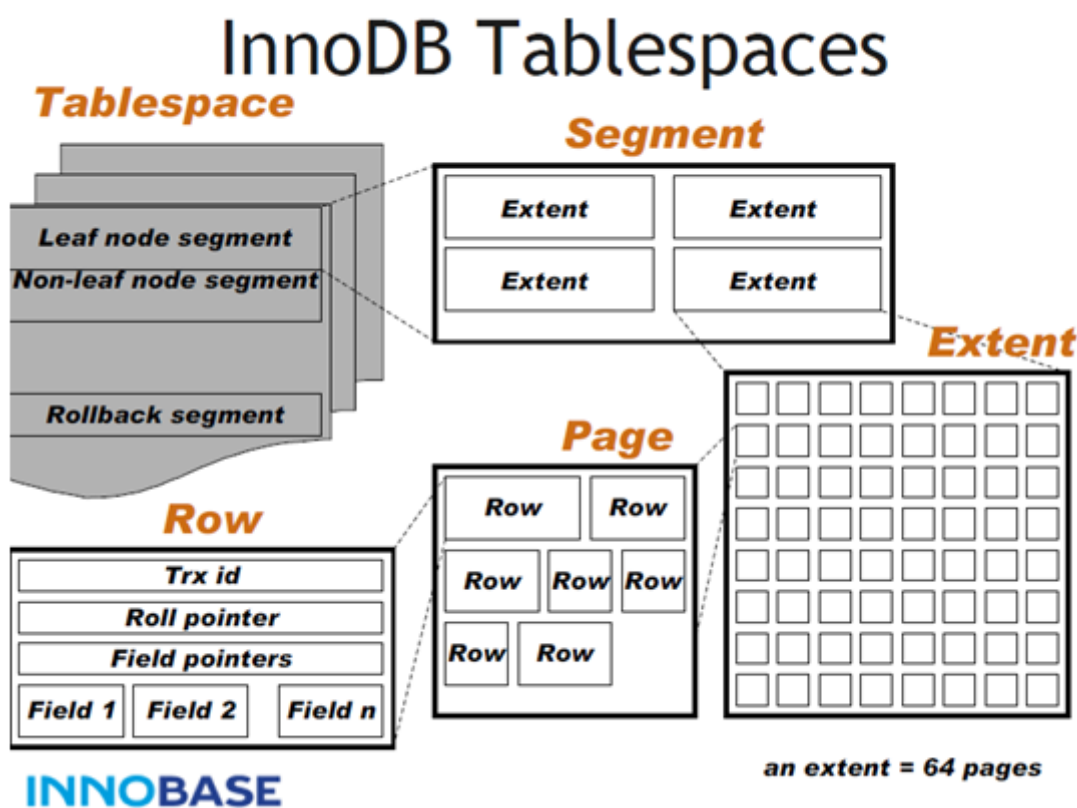 InnoDB Tablespaces
Tablespace
Leaf node segment
Non-leaf node segment
Rollback segment
Segment
Extent Extent
Extent Extent
Extent
an extent = 64 pages
Page
Row Row
Row Row Row
Row Row
Row
Trx id
Roll pointer
Field pointers
Field 1 Field 2 Field n
INNOBASE